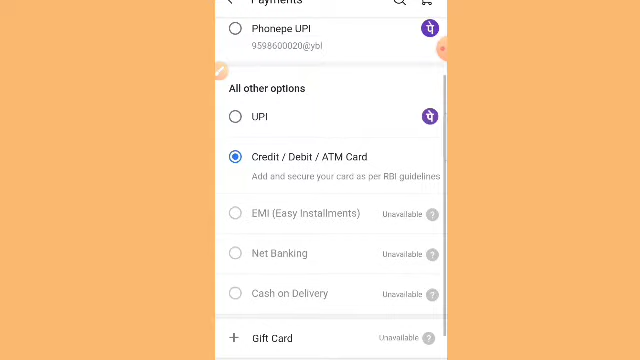 Payments
Phonepe UPI
9598600020@ybl
All other options
UPI
Credit / Debit / ATM Card
Add and secure your card as per RBI guidelines
EMI (Easy Installments) Unavailable ?
Net Banking Unavailable ?
Cash on Delivery Unavailable ?
+ Gift Card Unavailable ?